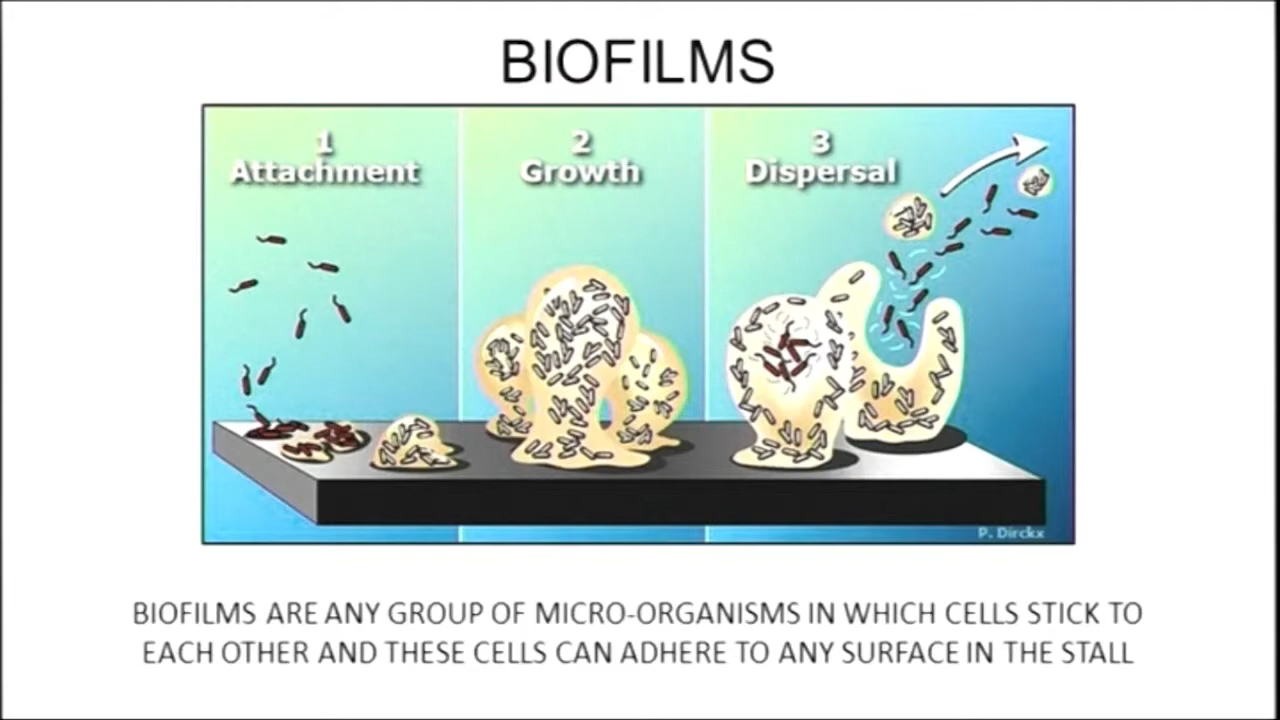 BIOFILMS
1
Attachment
2
Growth
3
Dispersal
P. Dirckx
BIOFILMS ARE ANY GROUP OF MICRO-ORGANISMS IN WHICH CELLS STICK TO
EACH OTHER AND THESE CELLS CAN ADHERE TO ANY SURFACE IN THE STALL